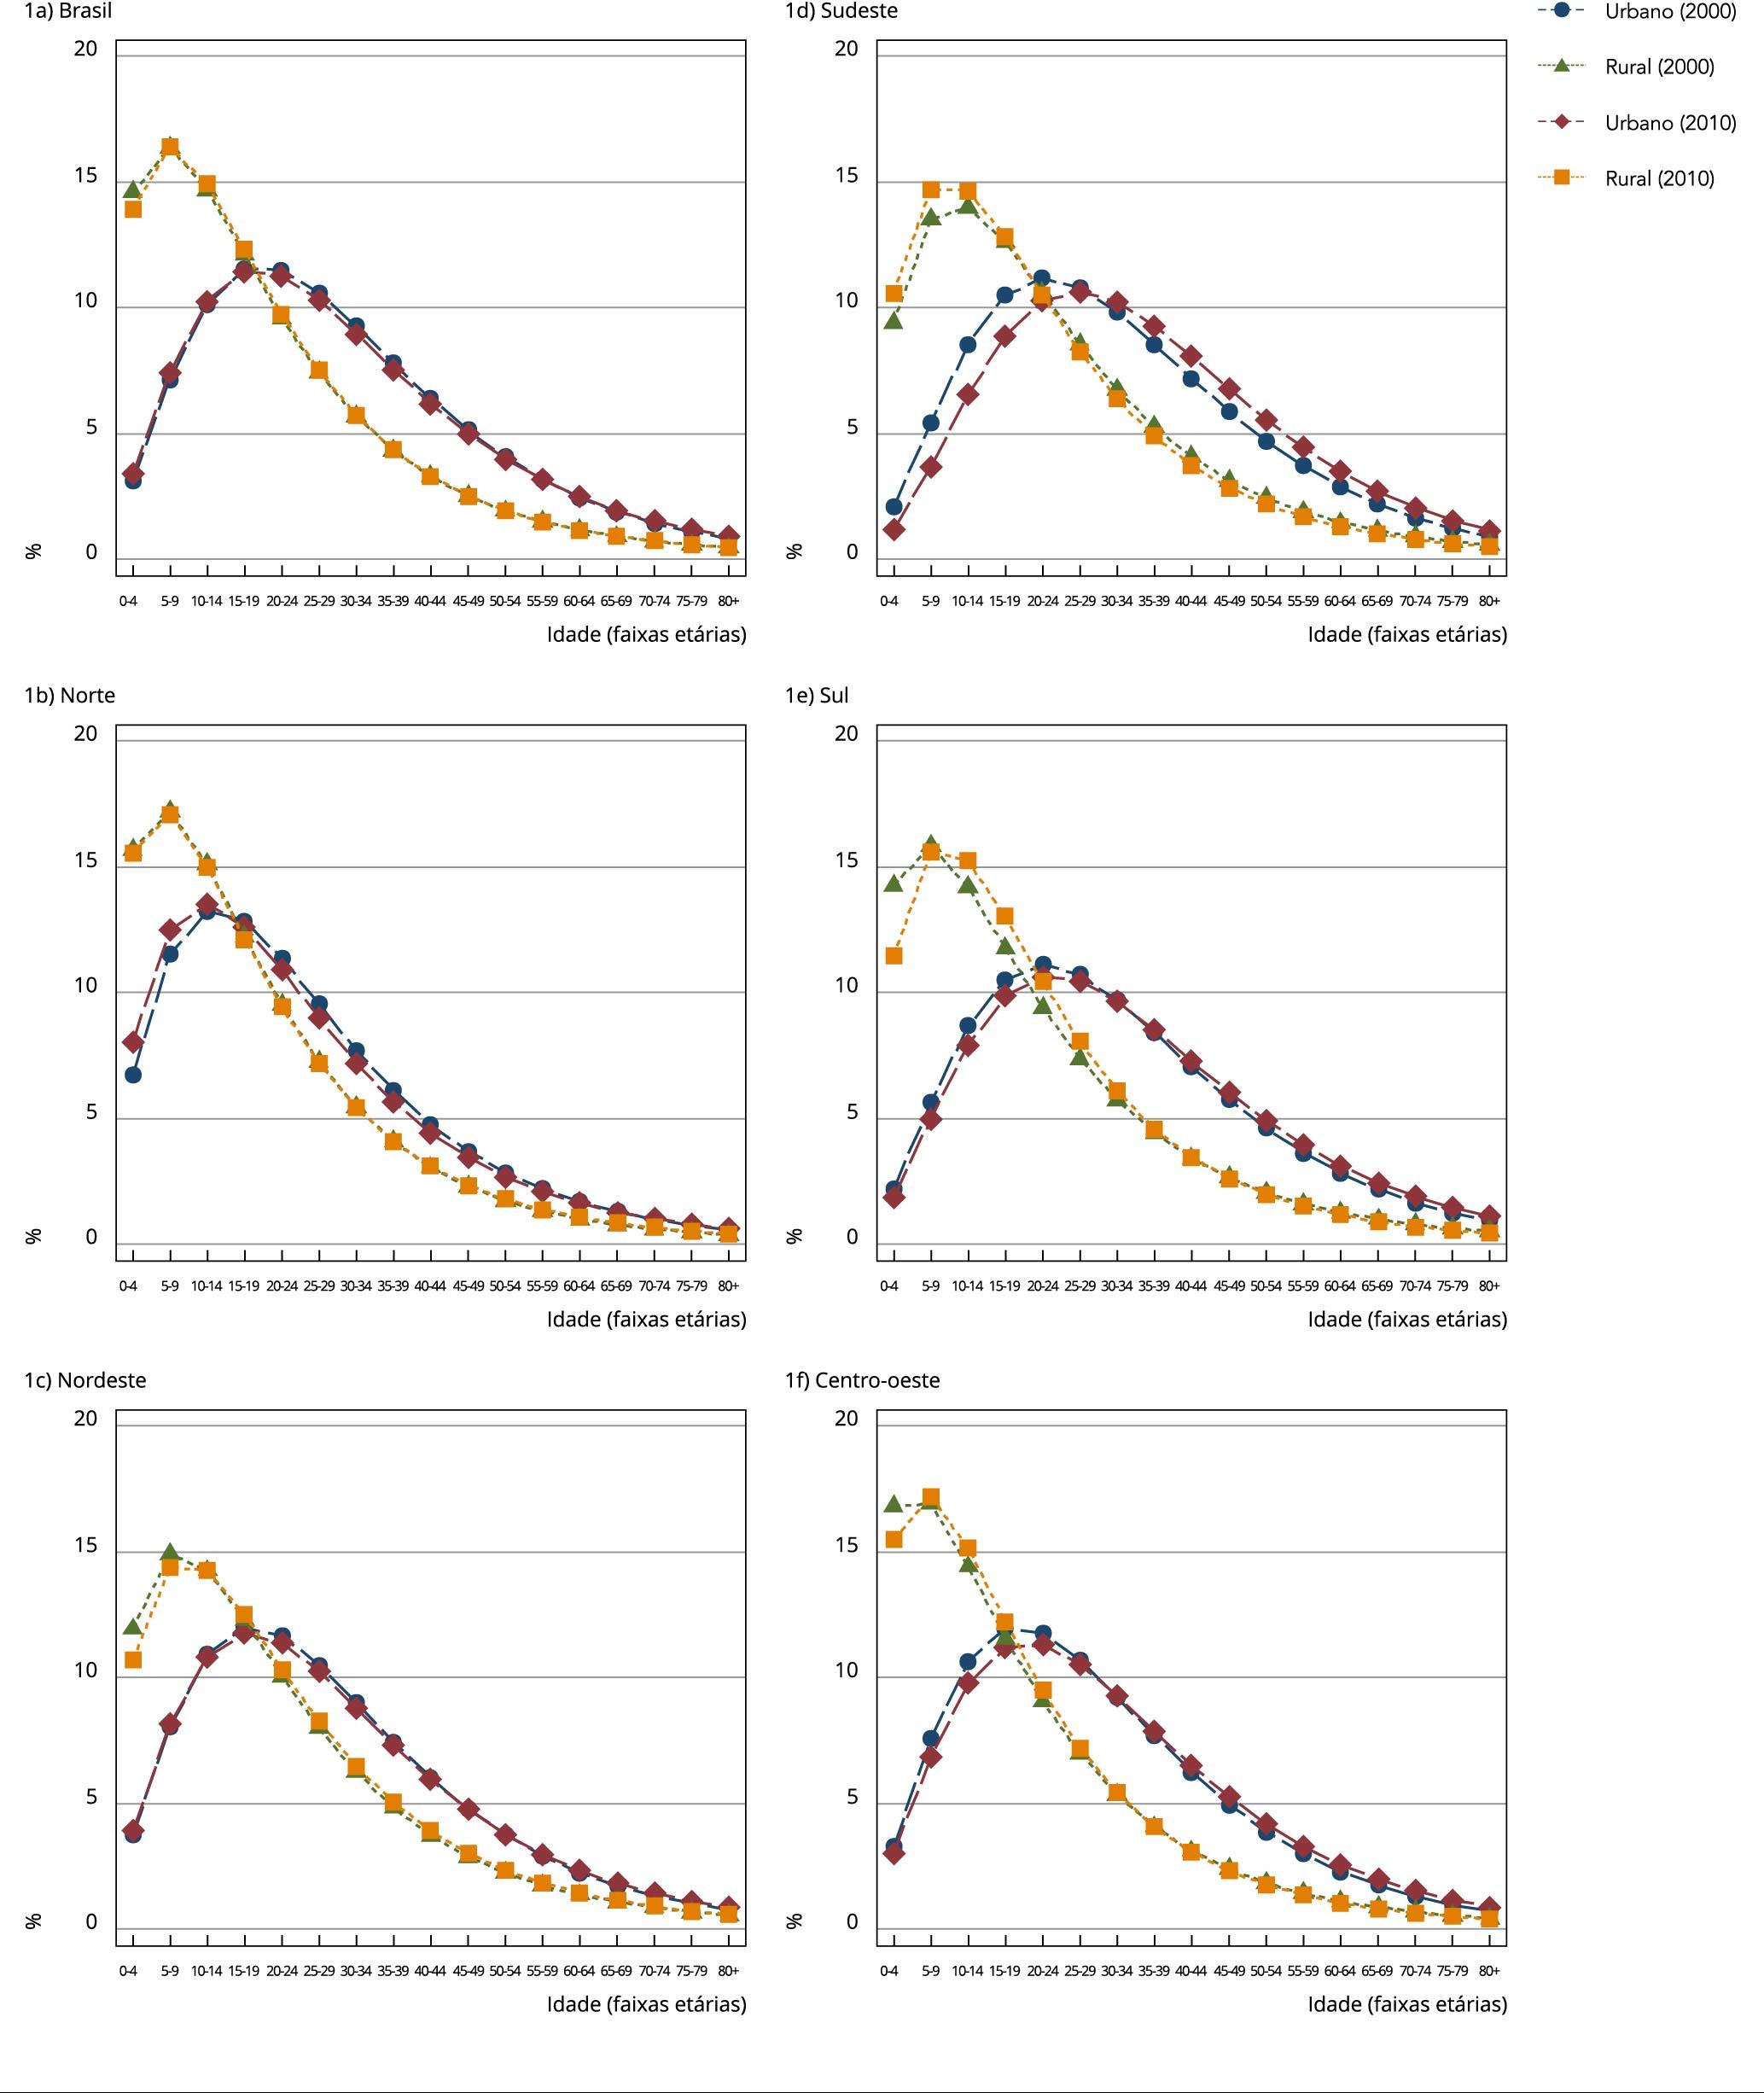 1a) Brasil
20
15
10
5
0
%
0-4 5-9 10-14 15-19 20-24 25-29 30-34 35-39 40-44 45-49 50-54 55-59 60-64 65-69 70-74 75-79 80+
Idade (faixas etárias)
1d) Sudeste
20
15
10
5
0
%
0-4 5-9 10-14 15-19 20-24 25-29 30-34 35-39 40-44 45-49 50-54 55-59 60-64 65-69 70-74 75-79 80+
Idade (faixas etárias)
Urbano (2000)
Rural (2000)
Urbano (2010)
Rural (2010)
1b) Norte
20
15
10
5
0
%
0-4 5-9 10-14 15-19 20-24 25-29 30-34 35-39 40-44 45-49 50-54 55-59 60-64 65-69 70-74 75-79 80+
Idade (faixas etárias)
1e) Sul
20
15
10
5
0
%
0-4 5-9 10-14 15-19 20-24 25-29 30-34 35-39 40-44 45-49 50-54 55-59 60-64 65-69 70-74 75-79 80+
Idade (faixas etárias)
1c) Nordeste
20
15
10
5
0
%
0-4 5-9 10-14 15-19 20-24 25-29 30-34 35-39 40-44 45-49 50-54 55-59 60-64 65-69 70-74 75-79 80+
Idade (faixas etárias)
1f) Centro-oeste
20
15
10
5
0
%
0-4 5-9 10-14 15-19 20-24 25-29 30-34 35-39 40-44 45-49 50-54 55-59 60-64 65-69 70-74 75-79 80+
Idade (faixas etárias)